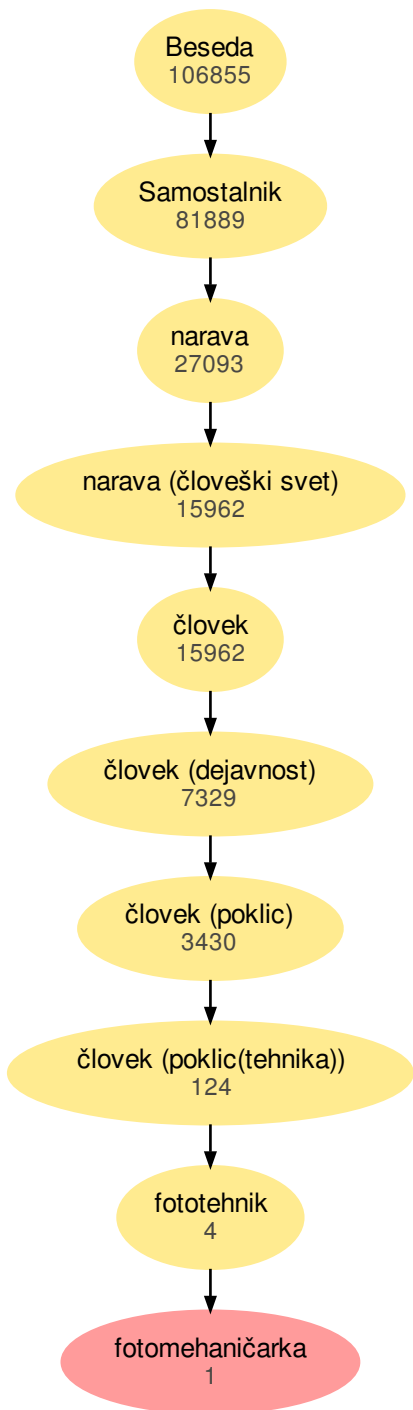 Beseda
106855
Samostalnik
81889
narava
27093
narava (človeški svet)
15962
človek
15962
človek (dejavnost)
7329
človek (poklic)
3430
človek (poklic(tehnika))
124
fototehnik
4
fotomehaničarka
1